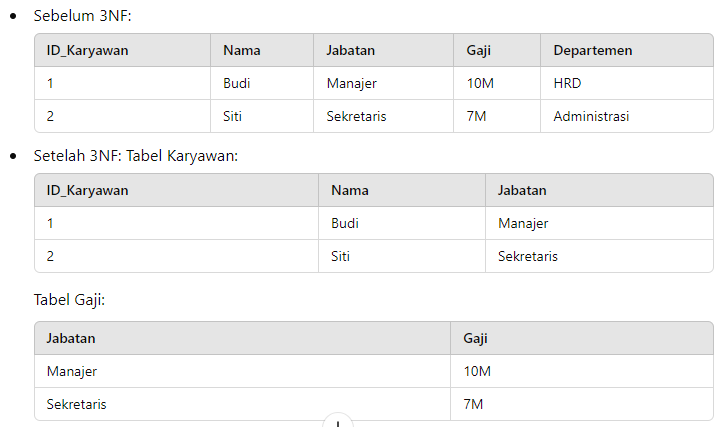 Sebelum 3NF:
ID_Karyawan Nama Jabatan Gaji Departemen
1 Budi Manajer 10M HRD
2 Siti Sekretaris 7M Administrasi
Setelah 3NF: Tabel Karyawan:
ID_Karyawan Nama Jabatan
1 Budi Manajer
2 Siti Sekretaris
Tabel Gaji:
Jabatan Gaji
Manajer 10M
Sekretaris 7M